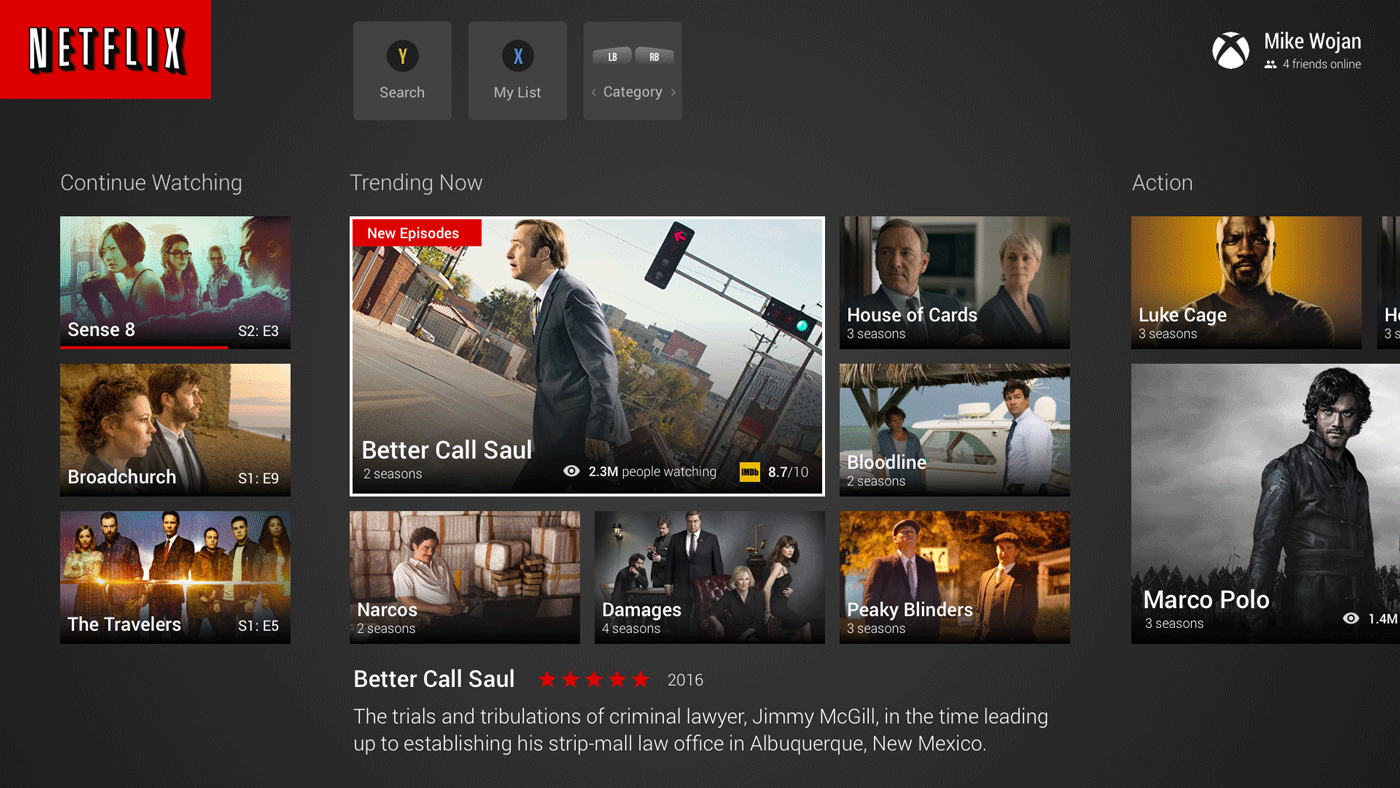 NETFLIX
Y
Search
X
My List
LB RB
‹ Category ›
Mike Wojan
4 friends online
Continue Watching
Sense 8 S2: E3
Broadchurch S1: E9
The Travelers S1: E5
Trending Now
New Episodes
Better Call Saul
2 seasons 2.3M people watching IMDb 8.7/10
House of Cards
3 seasons
Bloodline
2 seasons
Narcos
2 seasons
Damages
4 seasons
Peaky Blinders
3 seasons
Action
Luke Cage
3 seasons
3 s
Marco Polo
3 seasons 1.4M
Better Call Saul 2016
The trials and tribulations of criminal lawyer, Jimmy McGill, in the time leading
up to establishing his strip-mall law office in Albuquerque, New Mexico.